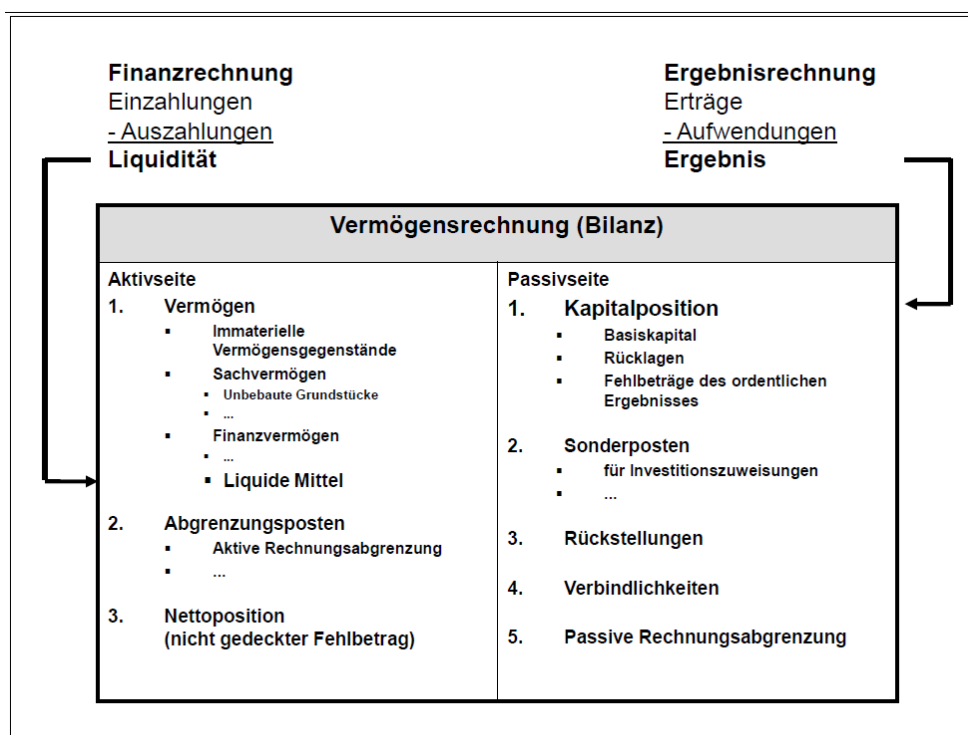 Finanzrechnung
Einzahlungen
- Auszahlungen
Liquidität
Ergebnisrechnung
Erträge
- Aufwendungen
Ergebnis
Vermögensrechnung (Bilanz)
Aktivseite
1. Vermögen
▪ Immaterielle
Vermögensgegenstände
▪ Sachvermögen
▪ Unbebaute Grundstücke
▪ ...
▪ Finanzvermögen
▪ ...
▪ Liquide Mittel
2. Abgrenzungsposten
▪ Aktive Rechnungsabgrenzung
▪ ...
3. Nettoposition
(nicht gedeckter Fehlbetrag)
Passivseite
1. Kapitalposition
▪ Basiskapital
▪ Rücklagen
▪ Fehlbeträge des ordentlichen
Ergebnisses
2. Sonderposten
▪ für Investitionszuweisungen
▪ ...
3. Rückstellungen
4. Verbindlichkeiten
5. Passive Rechnungsabgrenzung